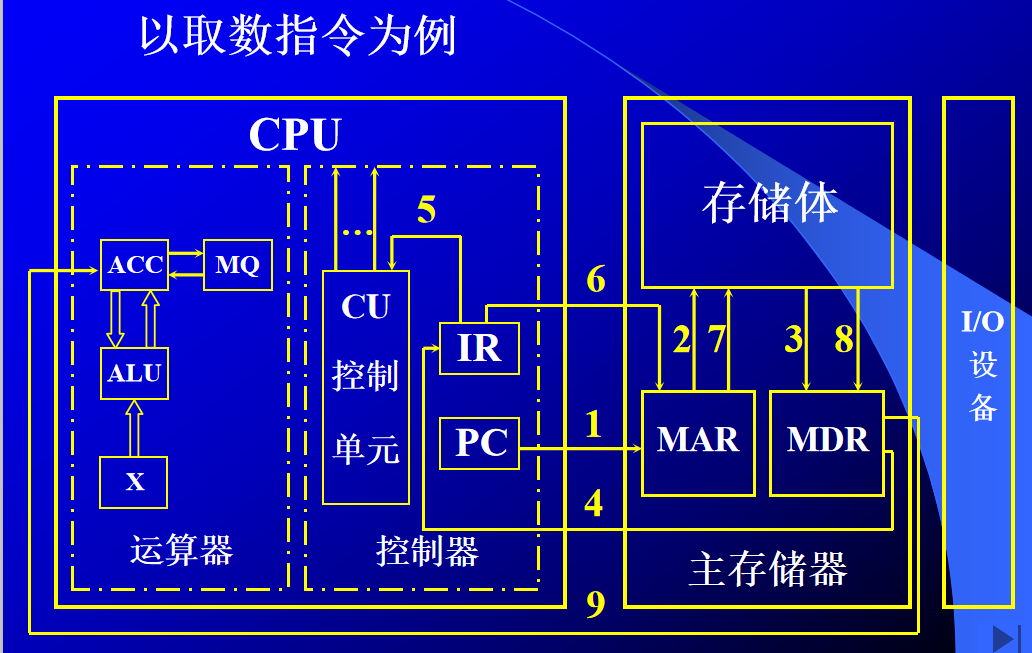 以取数指令为例
CPU
5
…
ACC
MQ
CU
控制
单元
IR
PC
ALU
X
运算器
控制器
6
1
4
9
存储体
2
7
3
8
MAR
MDR
主存储器
I/O
设
备